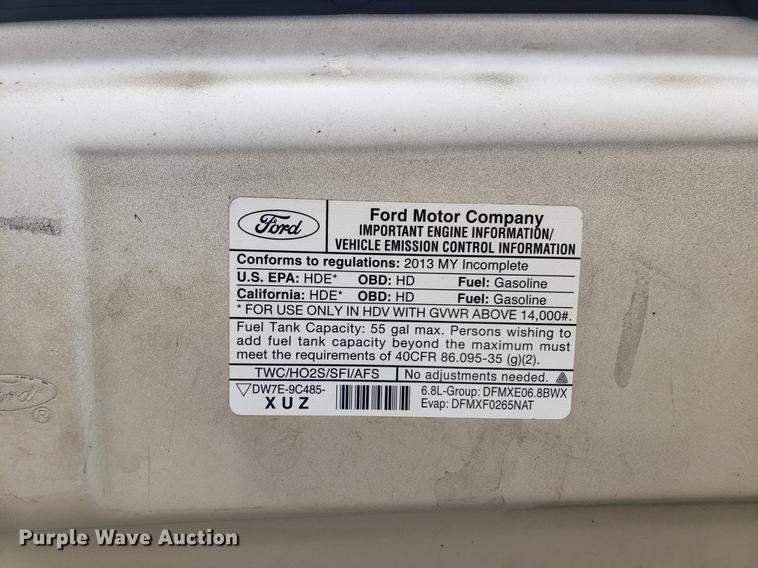 Ford
Ford Motor Company
IMPORTANT ENGINE INFORMATION/
VEHICLE EMISSION CONTROL INFORMATION
Conforms to regulations: 2013 MY Incomplete
U.S. EPA: HDE* OBD: HD Fuel: Gasoline
California: HDE* OBD: HD Fuel: Gasoline
* FOR USE ONLY IN HDV WITH GVWR ABOVE 14,000#.
Fuel Tank Capacity: 55 gal max. Persons wishing to
add fuel tank capacity beyond the maximum must
meet the requirements of 40CFR 86.095-35 (g)(2).
TWC/HO2S/SFI/AFS No adjustments needed.
DW7E-9C485-
XUZ
6.8L-Group: DFMXE06.8BWX
Evap: DFMXF0265NAT
Ford
Purple Wave Auction